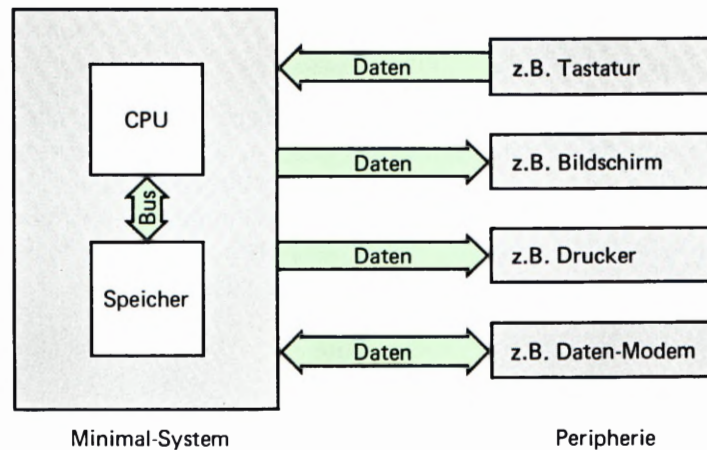 Daten
z.B. Tastatur
CPU
Daten
z.B. Bildschirm
Bus
Daten
z.B. Drucker
Speicher
Daten
z.B. Daten-Modem
Minimal-System
Peripherie